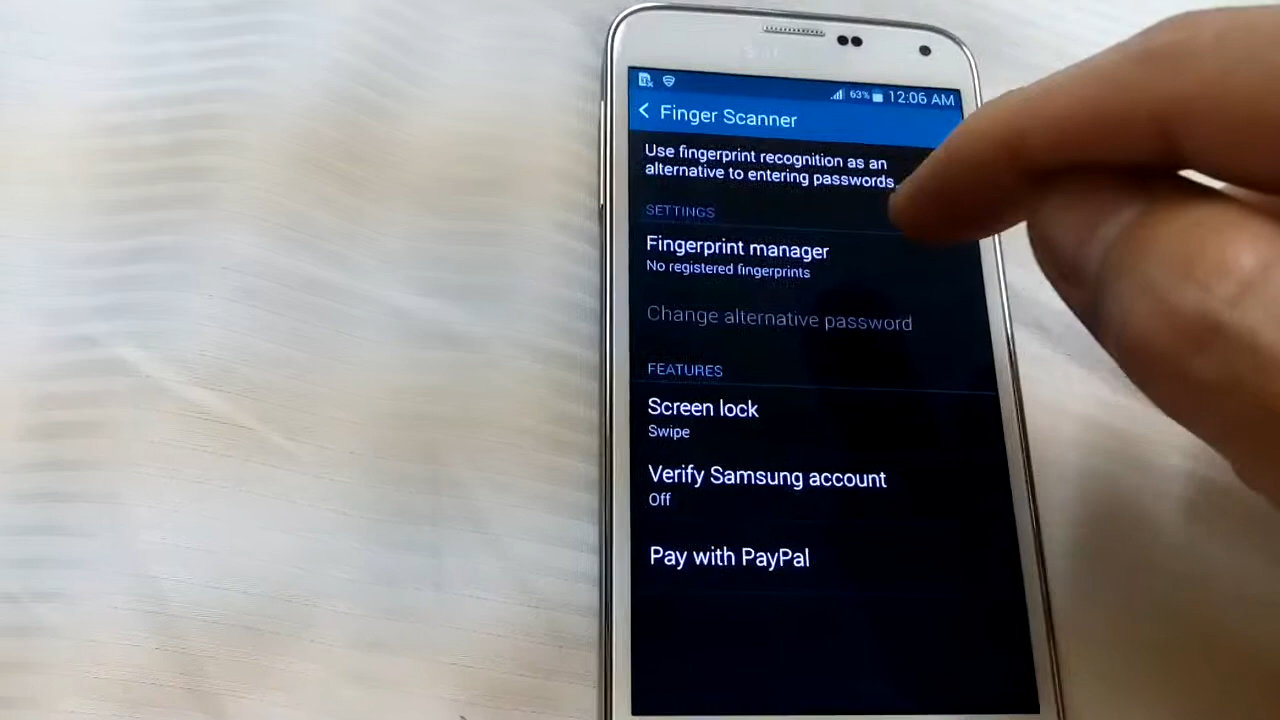 63% 12:06 AM
Finger Scanner
Use fingerprint recognition as an
alternative to entering passwords.
SETTINGS
Fingerprint manager
No registered fingerprints
Change alternative password
FEATURES
Screen lock
Swipe
Verify Samsung account
Off
Pay with PayPal